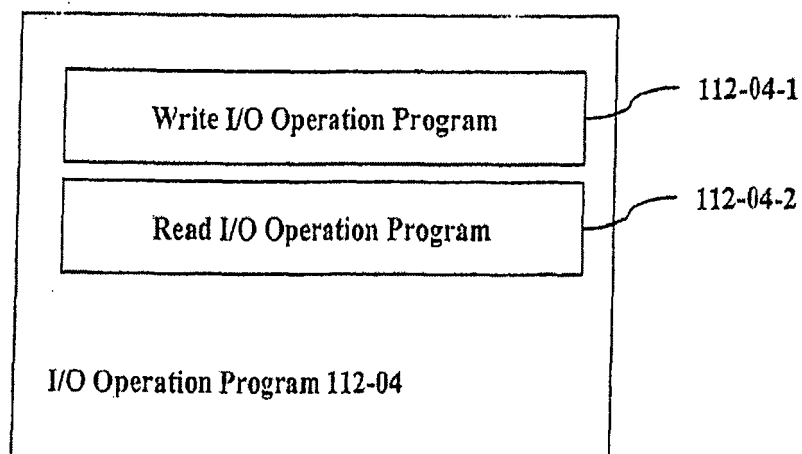 Write I/O Operation Program
112-04-1
Read I/O Operation Program
112-04-2
I/O Operation Program 112-04